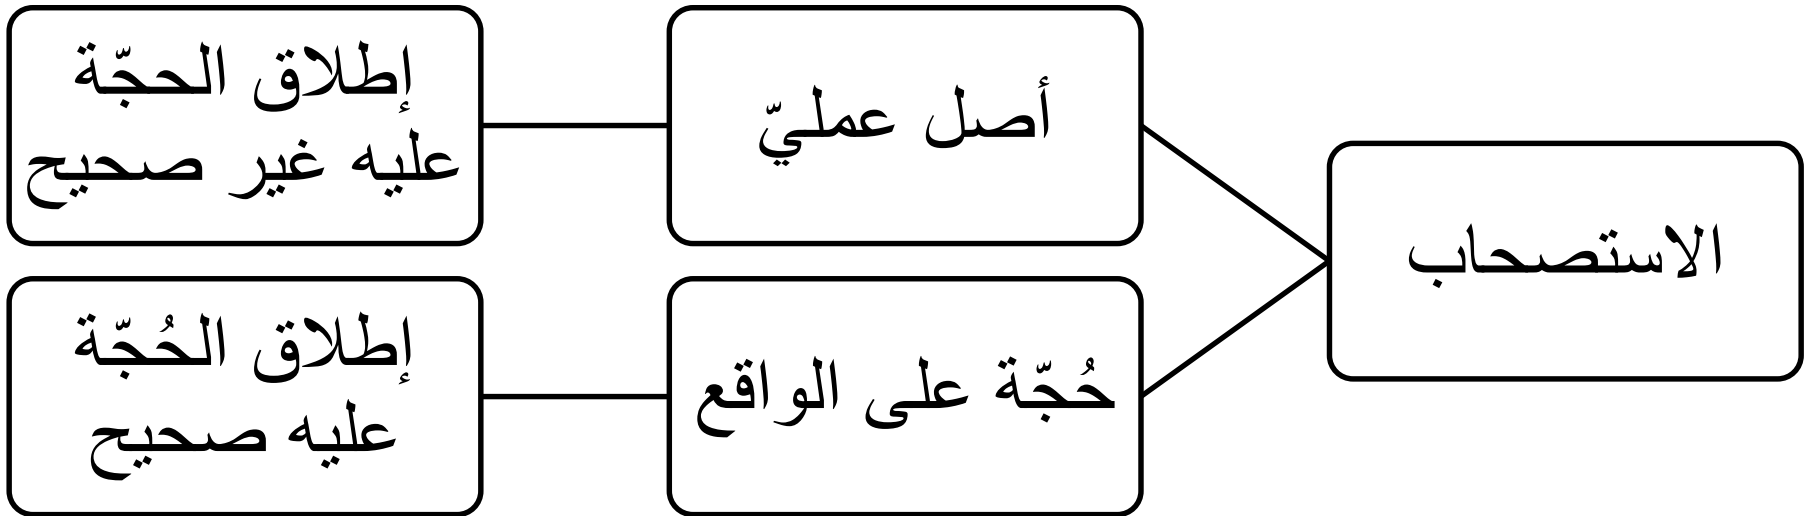 الاستصحاب
أصل عمليّ
إطلاق الحجّة
عليه غير صحيح
حُجّة على الواقع
إطلاق الحُجّة
عليه صحيح